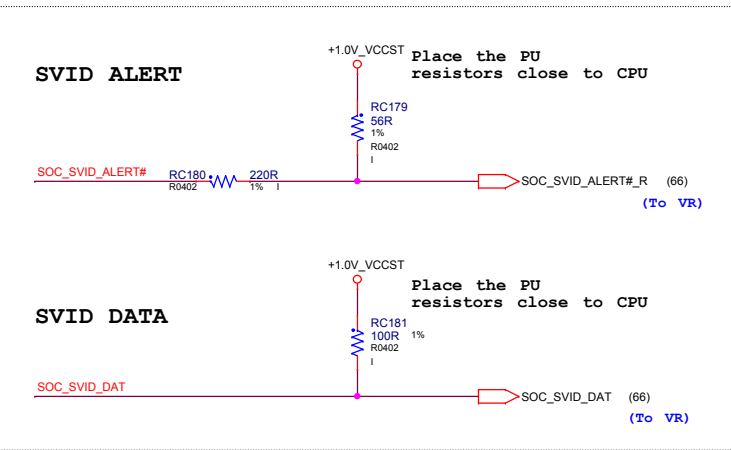 +1.0V_VCCST
Place the PU
resistors close to CPU
SVID ALERT
RC179
56R
1%
R0402
I
SOC_SVID_ALERT#
RC180
220R
R0402
1%
I
SOC_SVID_ALERT#_R
(66)
(To VR)
+1.0V_VCCST
Place the PU
resistors close to CPU
SVID DATA
RC181
100R
1%
R0402
I
SOC_SVID_DAT
SOC_SVID_DAT
(66)
(To VR)